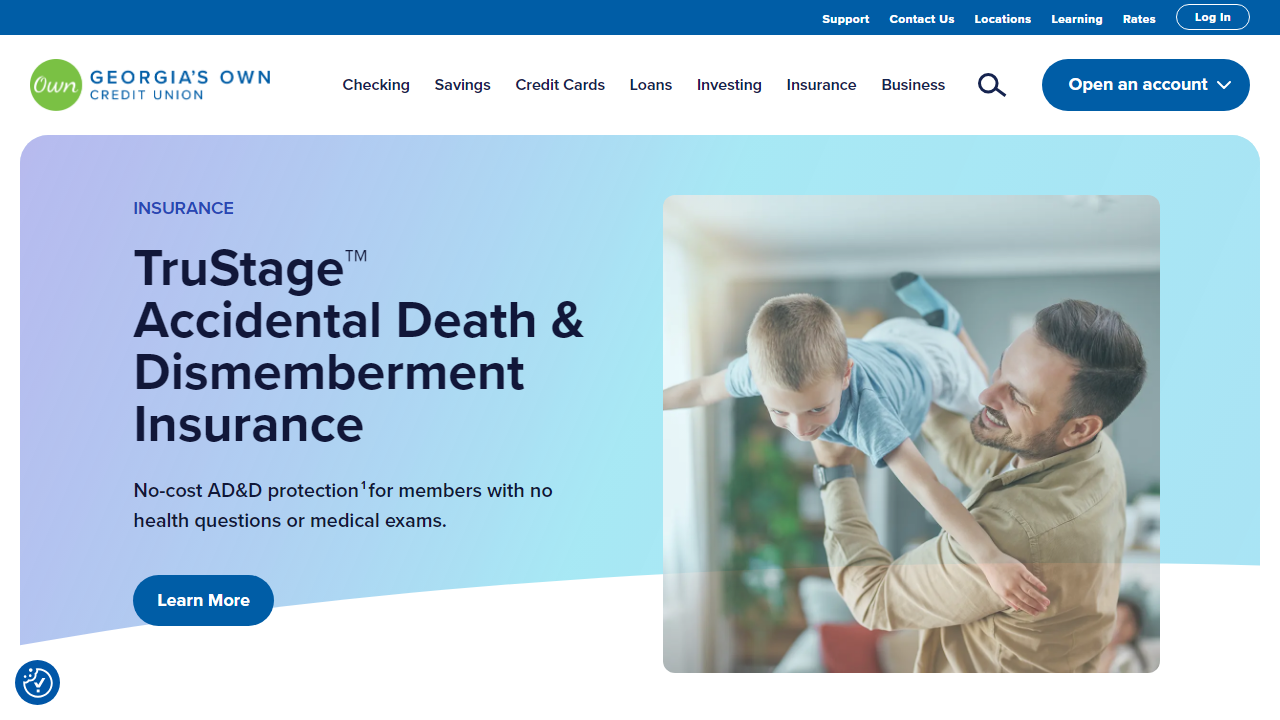 Support Contact Us Locations Learning Rates Log In
Own GEORGIA'S OWN
CREDIT UNION
Checking Savings Credit Cards Loans Investing Insurance Business Open an account
INSURANCE
TruStage™
Accidental Death &
Dismemberment
Insurance
No-cost AD&D protection¹ for members with no
health questions or medical exams.
Learn More